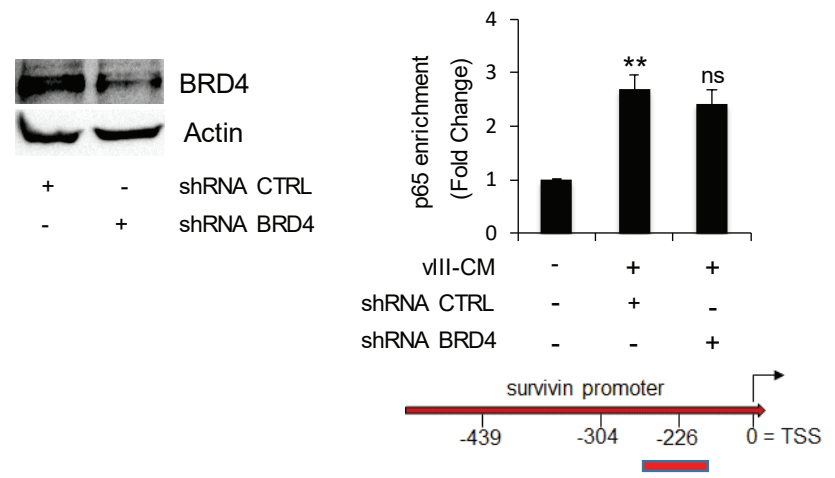 BRD4
Actin
+ - shRNA CTRL
- + shRNA BRD4
p65 enrichment
(Fold Change)
4
3
2
1
0
**
ns
vIII-CM - + +
shRNA CTRL - + -
shRNA BRD4 - - +
survivin promoter
-439 -304 -226 0 = TSS